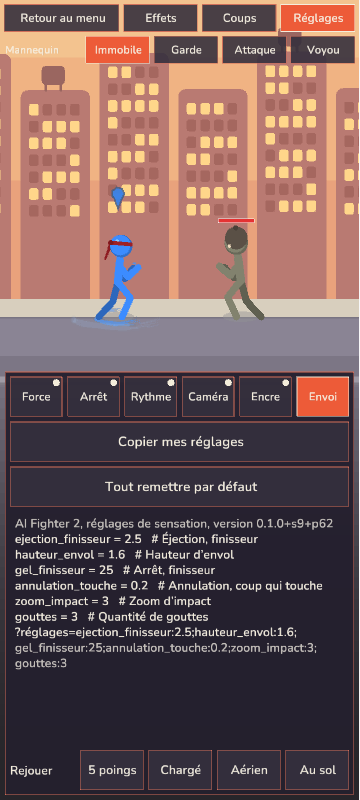 Retour au menu Effets Coups Réglages
Mannequin Immobile Garde Attaque Voyou
Force Arrêt Rythme Caméra Encre Envoi
Copier mes réglages
Tout remettre par défaut
AI Fighter 2, réglages de sensation, version 0.1.0+s9+p62
ejection_finisseur = 2.5 # Éjection, finisseur
hauteur_envol = 1.6 # Hauteur d'envol
gel_finisseur = 25 # Arrêt, finisseur
annulation_touche = 0.2 # Annulation, coup qui touche
zoom_impact = 3 # Zoom d'impact
gouttes = 3 # Quantité de gouttes
?réglages=ejection_finisseur:2.5;hauteur_envol:1.6;
gel_finisseur:25;annulation_touche:0.2;zoom_impact:3;
gouttes:3
Rejouer 5 poings Chargé Aérien Au sol